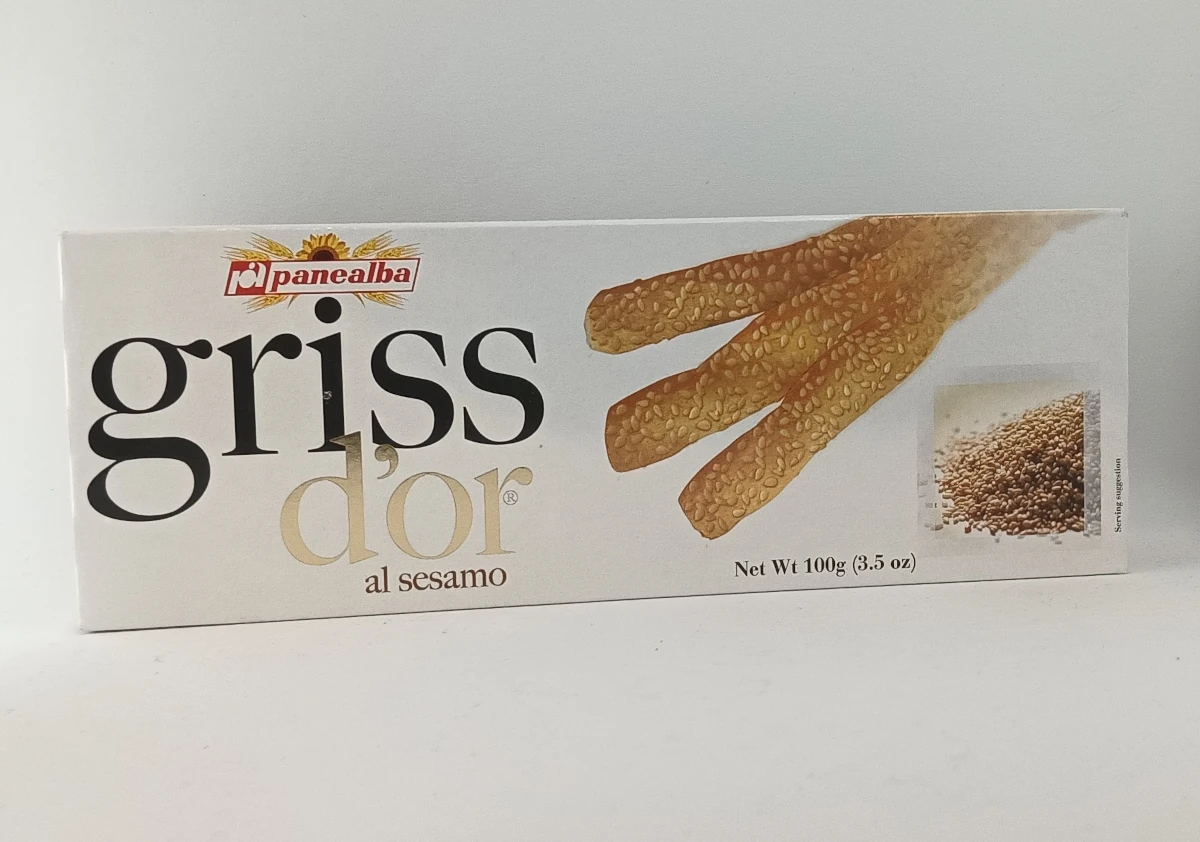 panealba
griss
d'or®
al sesamo
Net Wt 100g (3.5 oz)
Serving suggestion